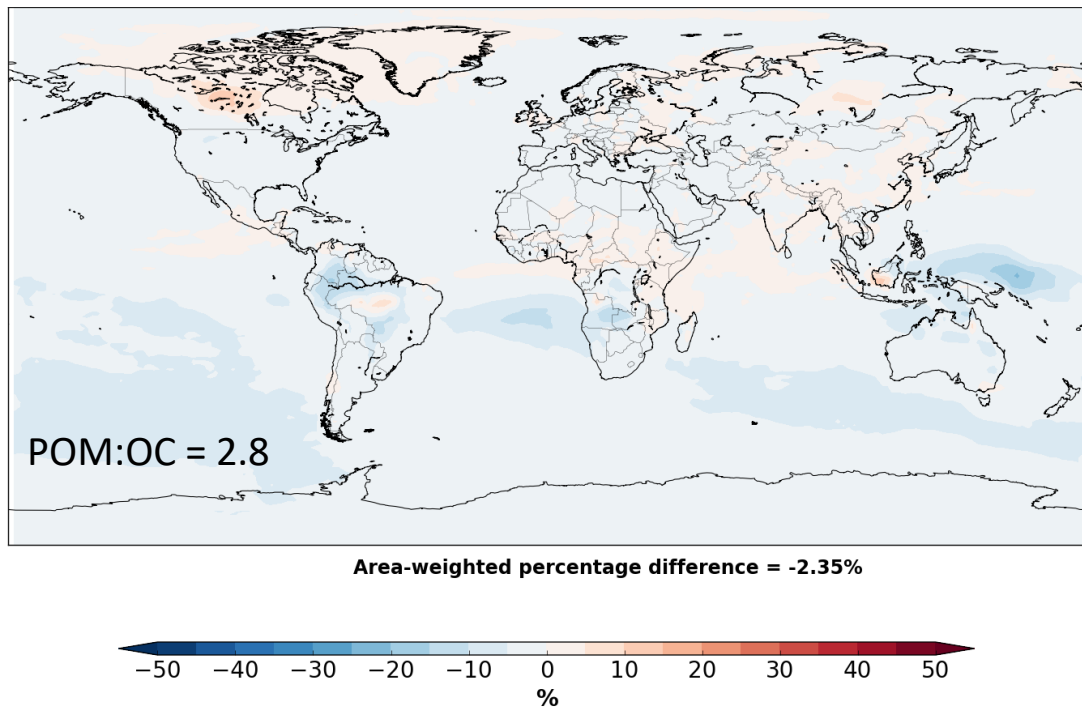 POM:OC = 2.8
Area-weighted percentage difference = -2.35%
−50 −40 −30 −20 −10 0 10 20 30 40 50
%